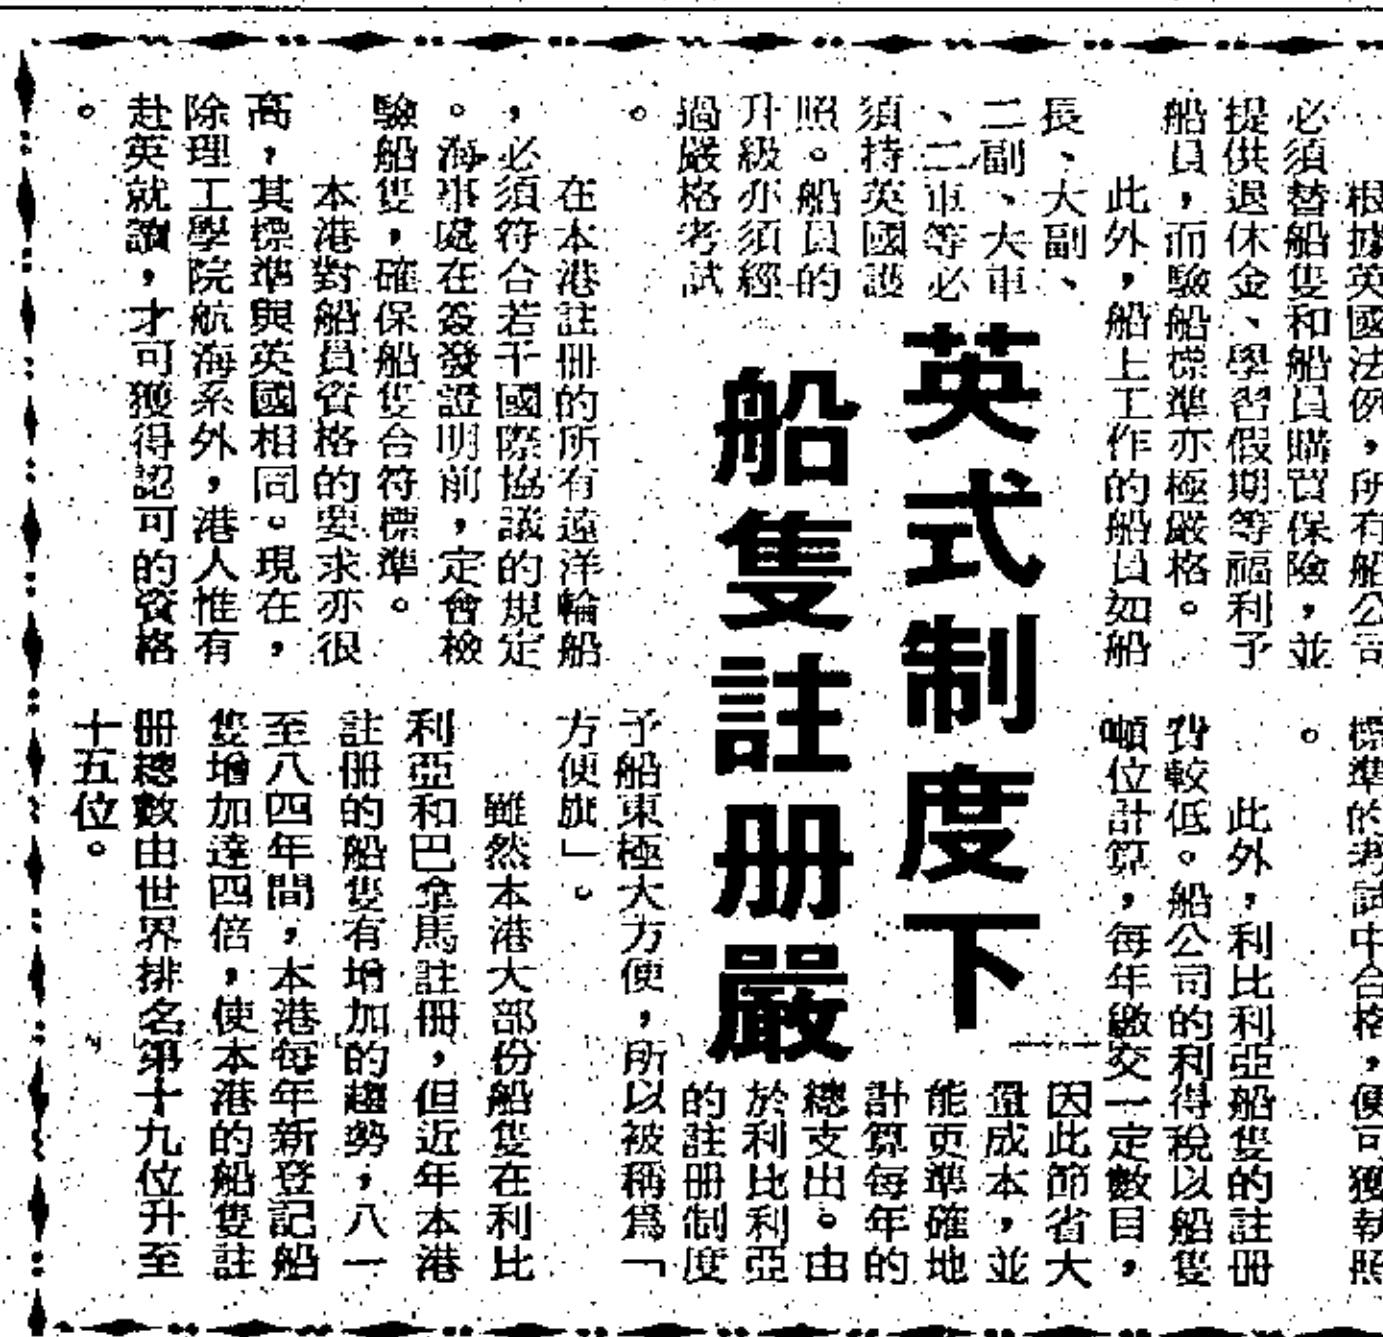 英式制度下
船隻註册嚴
根據英國法例，所有船公司
必須替船隻和船員購買保險，並
提供退休金、學習假期等福利予
船員，而驗船標準亦極嚴格。
此外，船上工作的船員如船
長、大副、
二副、大車
、二車等必
須持英國護
照。船員的
升級亦須經
過嚴格考試
。
在本港註册的所有遠洋輪船
，必須符合若干國際協議的規定
。海事處在簽發證明前，定會檢
驗船隻，確保船隻合符標準。
本港對船員資格的要求亦很
高，其標準與英國相同。現在，
除理工學院航海系外，港人惟有
赴英就讀，才可獲得認可的資格
。
標準的考試中合格，便可獲執照
。
此外，利比利亞船隻的註册
費較低。船公司的利得稅以船隻
噸位計算，每年繳交一定數目，
因此節省大
量成本，並
能更準確地
計算每年的
總支出。由
於利比利亞
的註册制度
予船東極大方便，所以被稱爲「
方便旗」。
雖然本港大部份船隻在利比
利亞和巴拿馬註册，但近年本港
註册的船隻有增加的趨勢，八一
至八四年間，本港每年新登記船
隻增加達四倍，使本港的船隻註
册總數由世界排名第十九位升至
十五位。